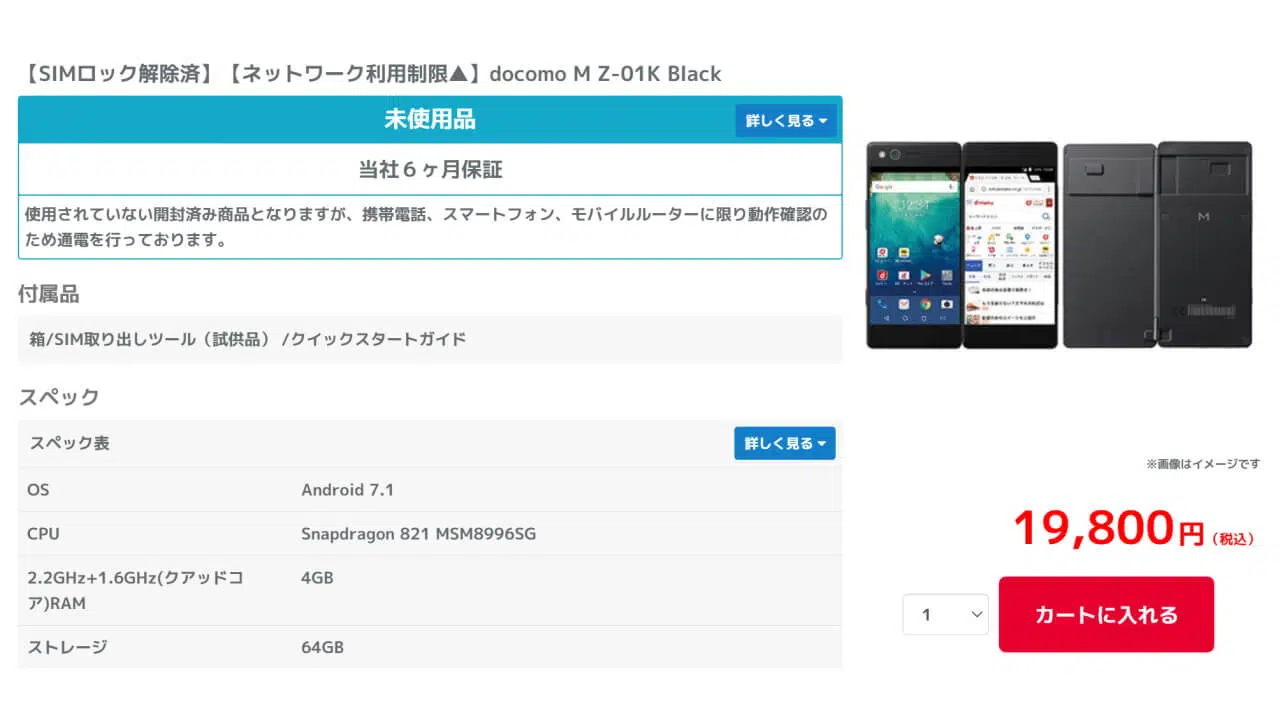 【SIMロック解除済】【ネットワーク利用制限▲】docomo M Z-01K Black
未使用品
詳しく見る
当社６ヶ月保証
使用されていない開封済み商品となりますが、携帯電話、スマートフォン、モバイルルーターに限り動作確認の
ため通電を行っております。
付属品
箱/SIM取り出しツール（試供品） /クイックスタートガイド
スペック
スペック表
詳しく見る
OS Android 7.1
CPU Snapdragon 821 MSM8996SG
2.2GHz+1.6GHz(クアッドコ
ア)RAM 4GB
ストレージ 64GB
Google
M
※画像はイメージです
19,800円（税込）
1
カートに入れる